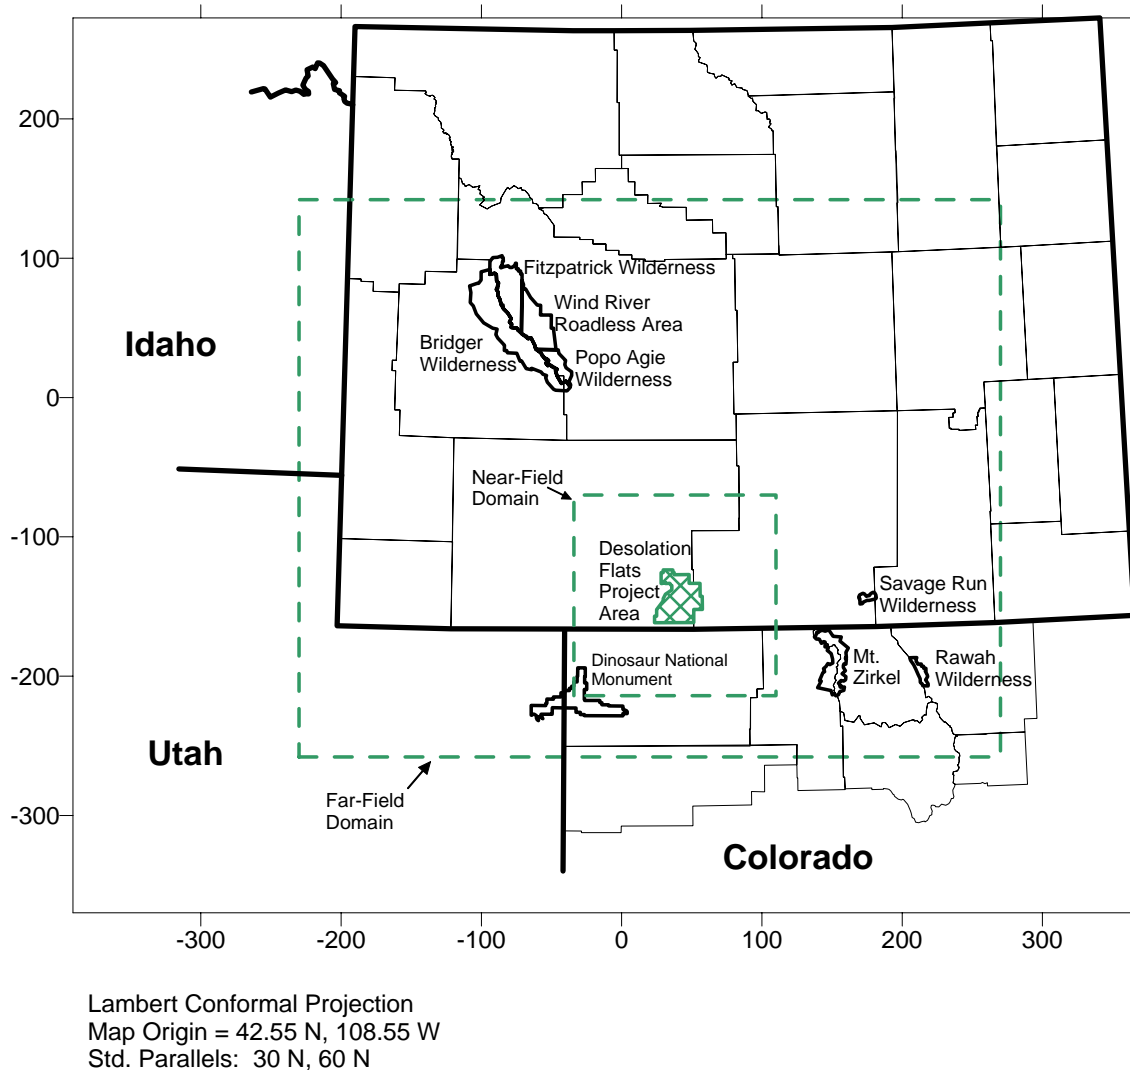 200
100
0
-100
-200
-300
Fitzpatrick Wilderness
Wind River
Roadless Area
Idaho
Bridger
Wilderness
Popo Agie
Wilderness
Near-Field
Domain
Desolation
Flats
Project
Area
Savage Run
Wilderness
Dinosaur National
Monument
Mt.
Zirkel
Rawah
Wilderness
Utah
Far-Field
Domain
Colorado
-300 -200 -100 0 100 200 300
Lambert Conformal Projection
Map Origin = 42.55 N, 108.55 W
Std. Parallels: 30 N, 60 N